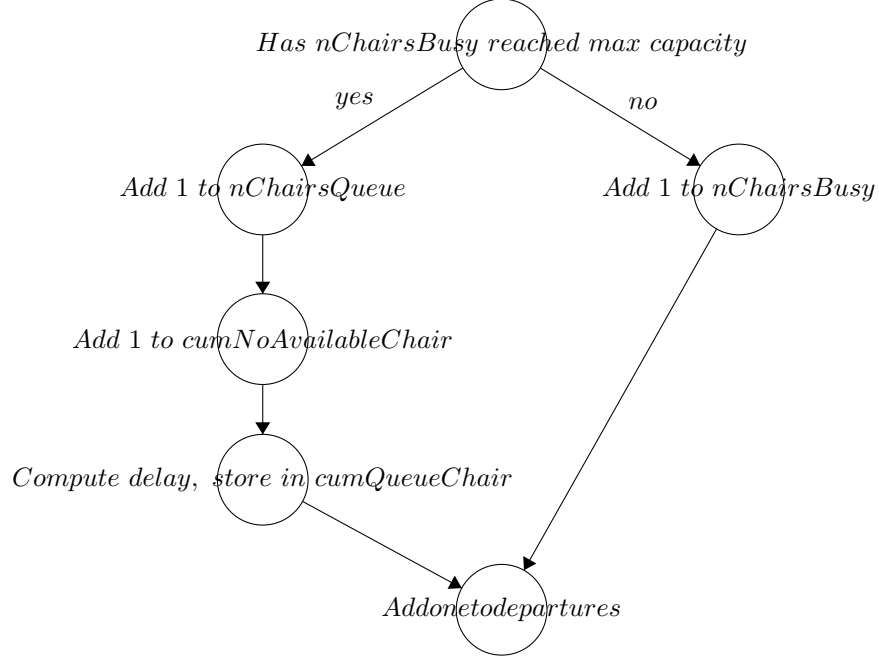 Has nChairsBusy reached max capacity
yes
no
Add 1 to nChairsQueue
Add 1 to nChairsBusy
Add 1 to cumNoAvailableChair
Compute delay, store in cumQueueChair
Addonetodepartures